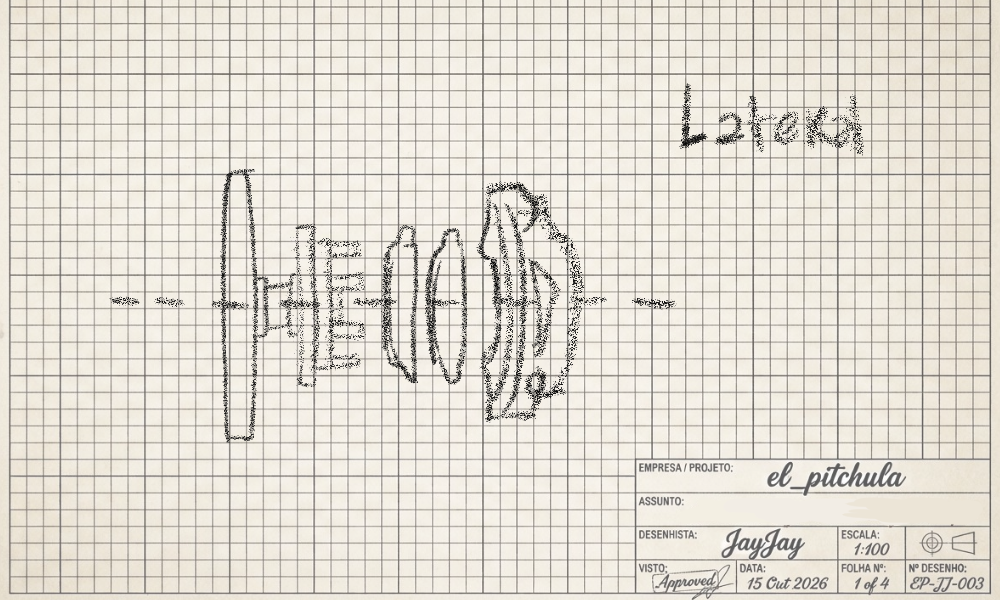 Lateral
EMPRESA / PROJETO:
el_pitchula
ASSUNTO:
DESENHISTA:
JayJay
ESCALA:
1:100
VISTO:
Approved
DATA:
15 Out 2026
FOLHA Nº:
1 of 4
Nº DESENHO:
EP-JJ-003